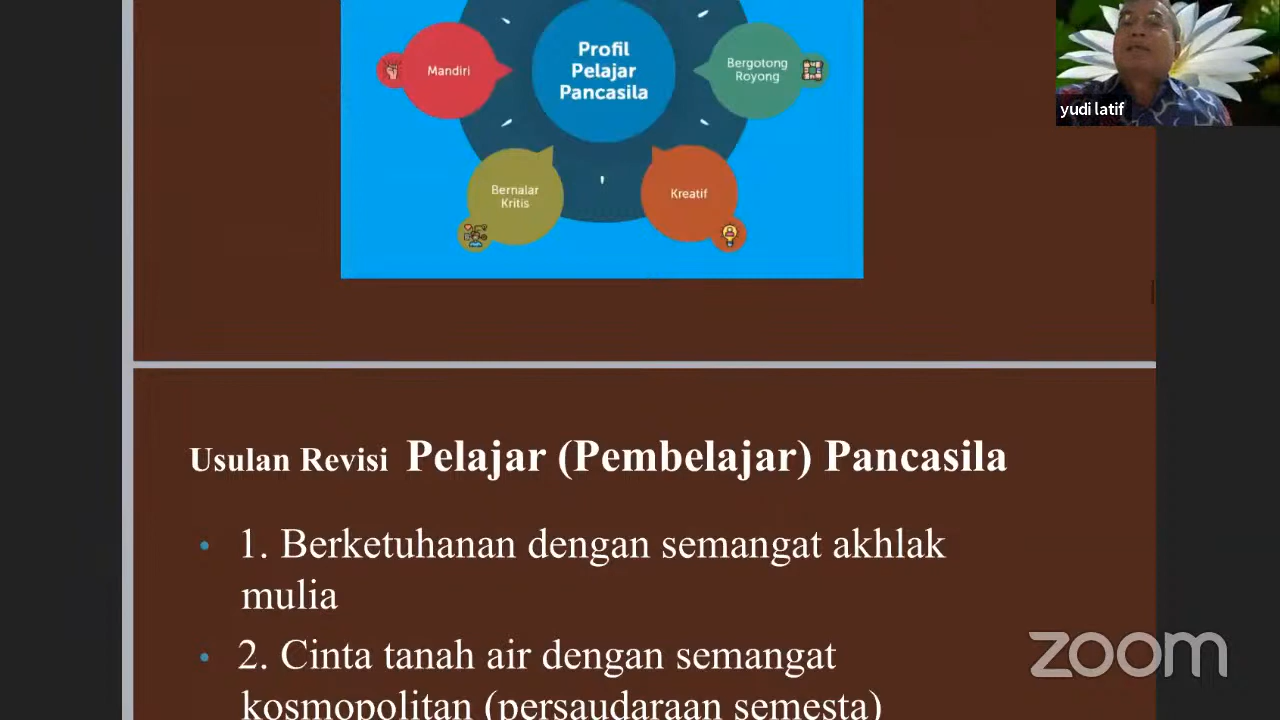 Profil
Pelajar
Pancasila
Mandiri
Bergotong
Royong
Bernalar
Kritis
Kreatif
yudi latif
Usulan Revisi Pelajar (Pembelajar) Pancasila
• 1. Berketuhanan dengan semangat akhlak
mulia
• 2. Cinta tanah air dengan semangat
kosmopolitan (persaudaraan semesta)
zoom